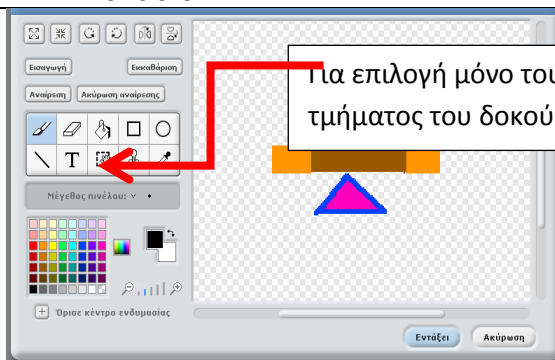 Εισαγωγή Εκκαθάριση
Αναίρεση Ακύρωση αναίρεσης
Για επιλογή μόνο του
τμήματος του δοκού
T
Μέγεθος πινέλου:
Όρισε κέντρο ενδυμασίας
Εντάξει Ακύρωση